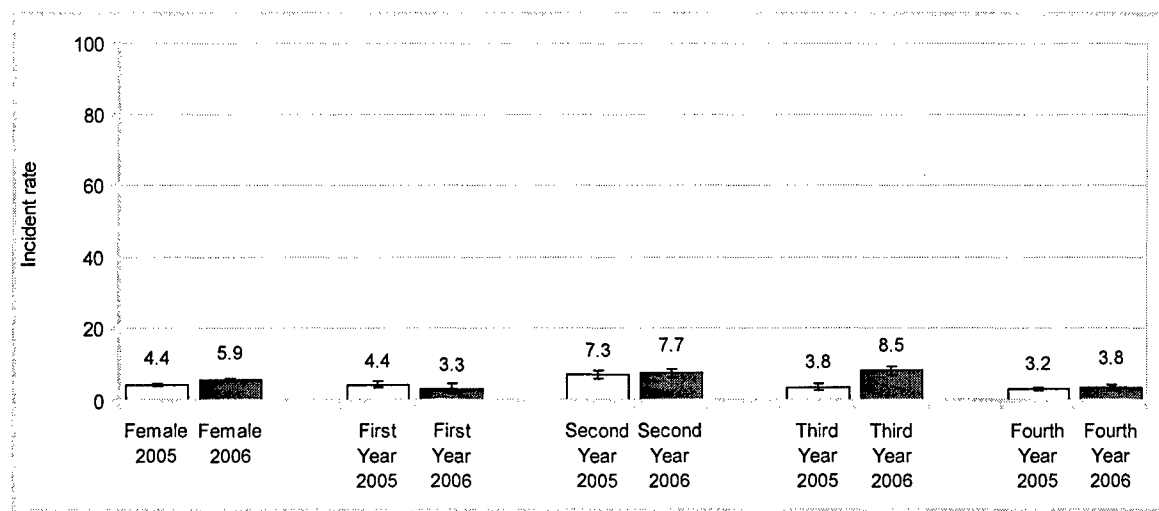 100
80
60
40
20
0
Incident rate
4.4 5.9 4.4 3.3 7.3 7.7 3.8 8.5 3.2 3.8
Female Female First First Second Second Third Third Fourth Fourth
2005 2006 Year Year Year Year Year Year Year Year
2005 2006 2005 2006 2005 2006 2005 2006